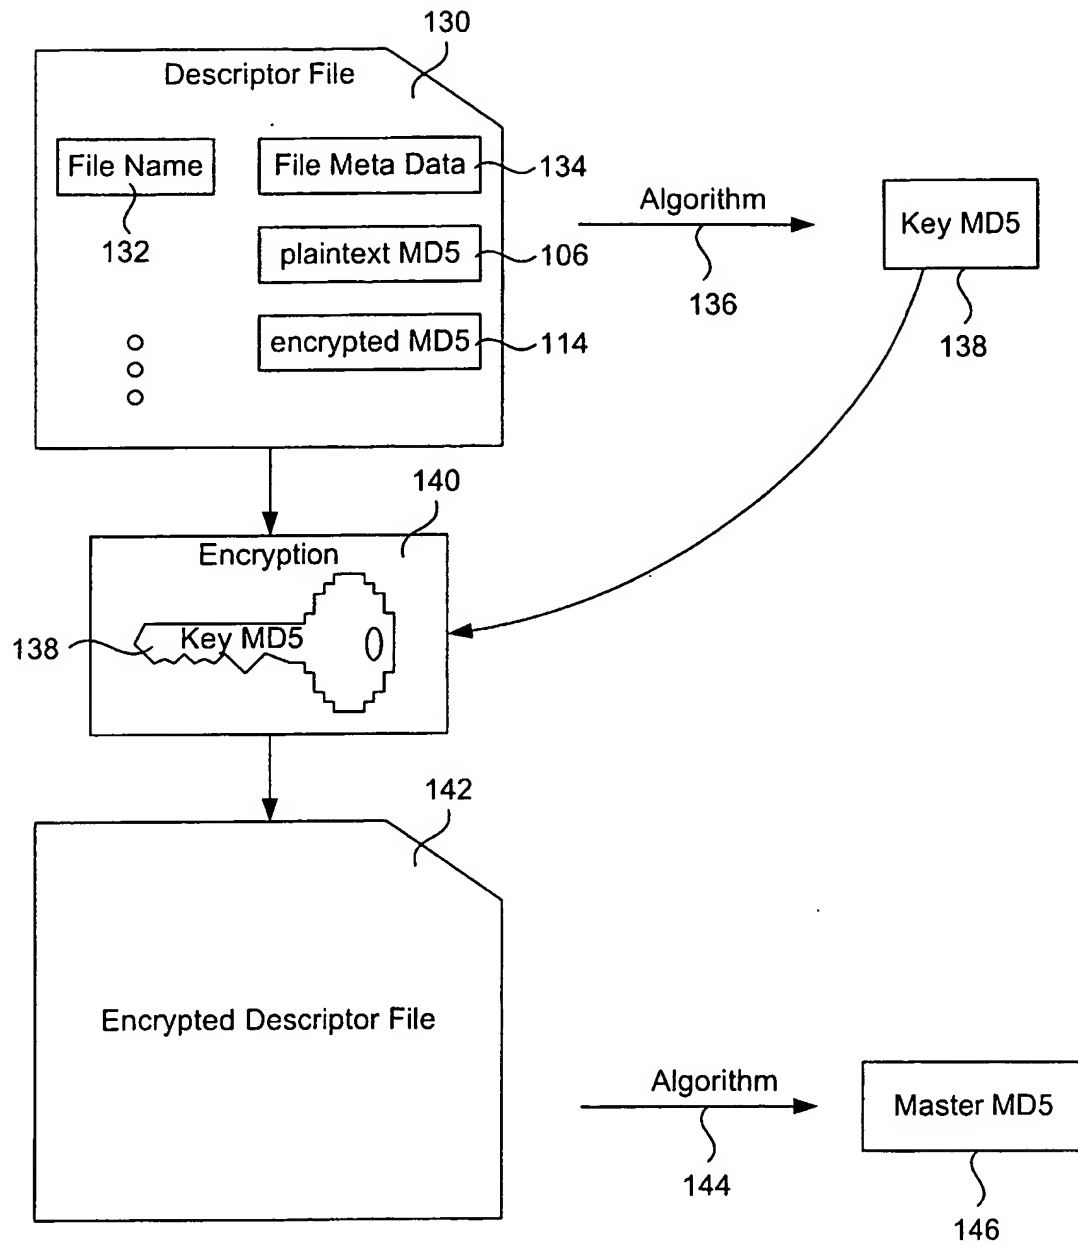 130
Descriptor File
File Name
File Meta Data
134
132
plaintext MD5
106
encrypted MD5
114
Algorithm
136
Key MD5
138
140
Encryption
Key MD5
138
142
Encrypted Descriptor File
Algorithm
144
Master MD5
146